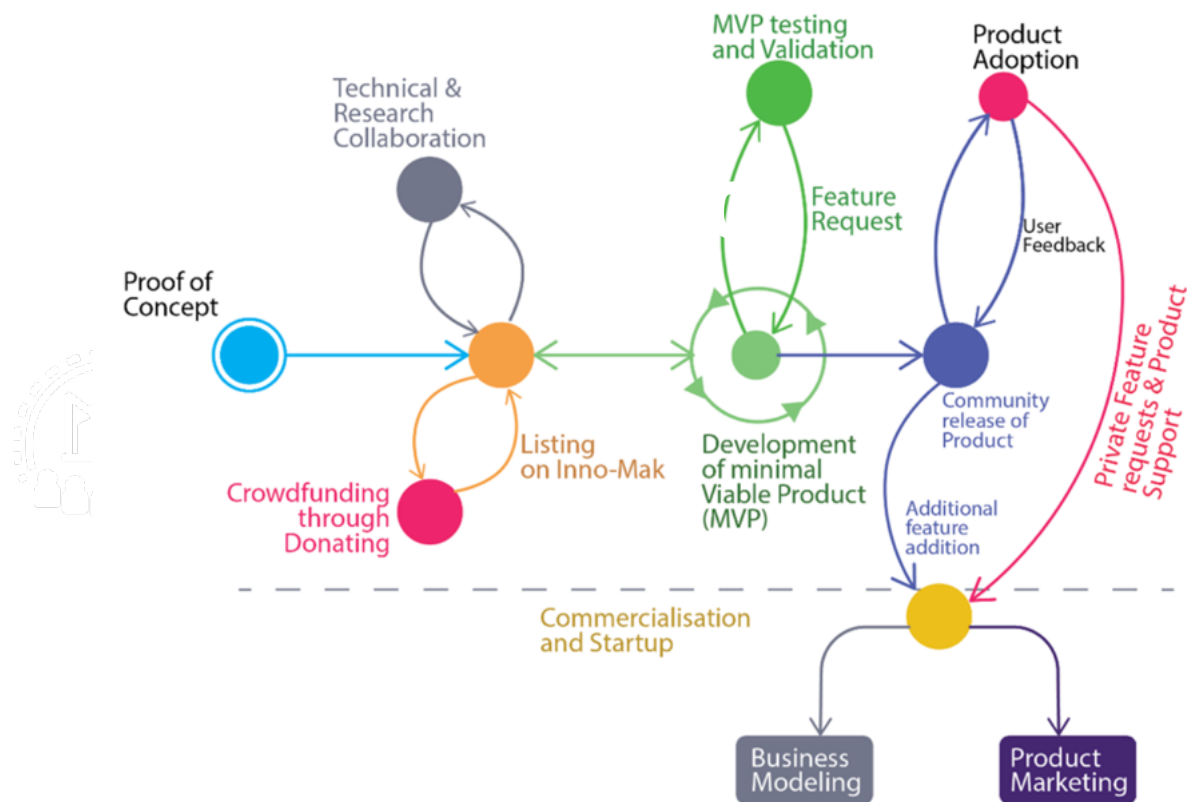 MVP testing
and Validation
Product
Adoption
Technical &
Research
Collaboration
Feature
Request
User
Feedback
Proof of
Concept
Private Feature
requests & Product
Support
Community
release of
Product
Listing
on Inno-Mak
Development
of minimal
Viable Product
(MVP)
Crowdfunding
through
Donating
Additional
feature
addition
Commercialisation
and Startup
Business
Modeling
Product
Marketing